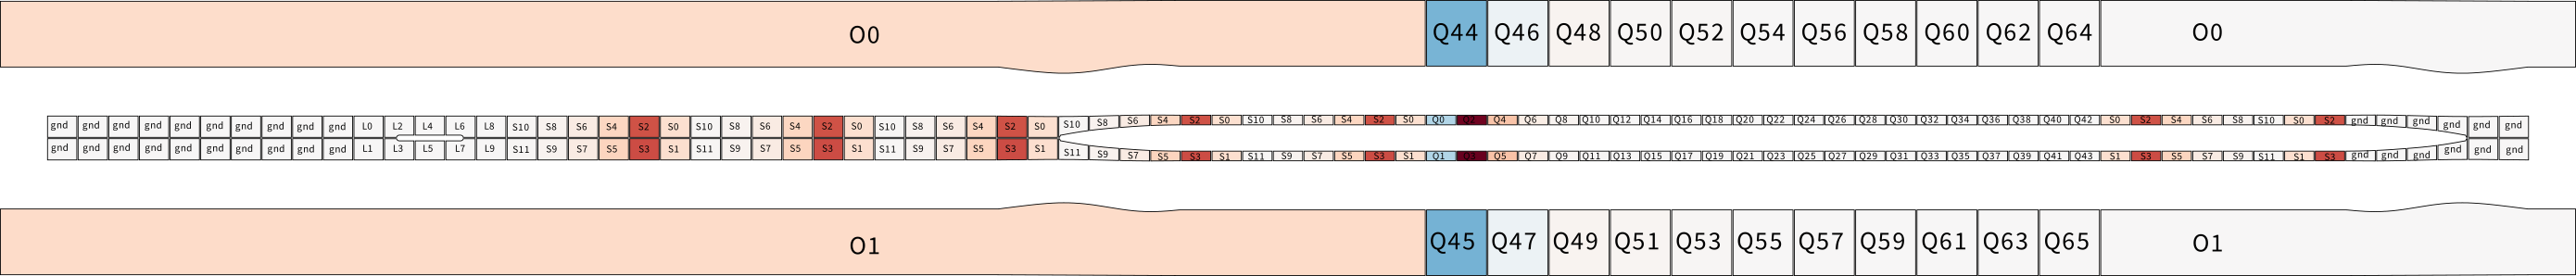 O0 Q44 Q46 Q48 Q50 Q52 Q54 Q56 Q58 Q60 Q62 Q64 O0
gnd gnd gnd gnd gnd gnd gnd gnd gnd gnd L0 L2 L4 L6 L8 S10 S8 S6 S4 S2 S0 S10 S8 S6 S4 S2 S0 S10 S8 S6 S4 S2 S0 S10 S8 S6 S4 S2 S0 S10 S8 S6 S4 S2 S0 Q0 Q2 Q4 Q6 Q8 Q10 Q12 Q14 Q16 Q18 Q20 Q22 Q24 Q26 Q28 Q30 Q32 Q34 Q36 Q38 Q40 Q42 S0 S2 S4 S6 S8 S10 S0 S2 gnd gnd gnd gnd gnd gnd
gnd gnd gnd gnd gnd gnd gnd gnd gnd gnd L1 L3 L5 L7 L9 S11 S9 S7 S5 S3 S1 S11 S9 S7 S5 S3 S1 S11 S9 S7 S5 S3 S1 S11 S9 S7 S5 S3 S1 S11 S9 S7 S5 S3 S1 Q1 Q3 Q5 Q7 Q9 Q11 Q13 Q15 Q17 Q19 Q21 Q23 Q25 Q27 Q29 Q31 Q33 Q35 Q37 Q39 Q41 Q43 S1 S3 S5 S7 S9 S11 S1 S3 gnd gnd gnd gnd gnd gnd
O1 Q45 Q47 Q49 Q51 Q53 Q55 Q57 Q59 Q61 Q63 Q65 O1